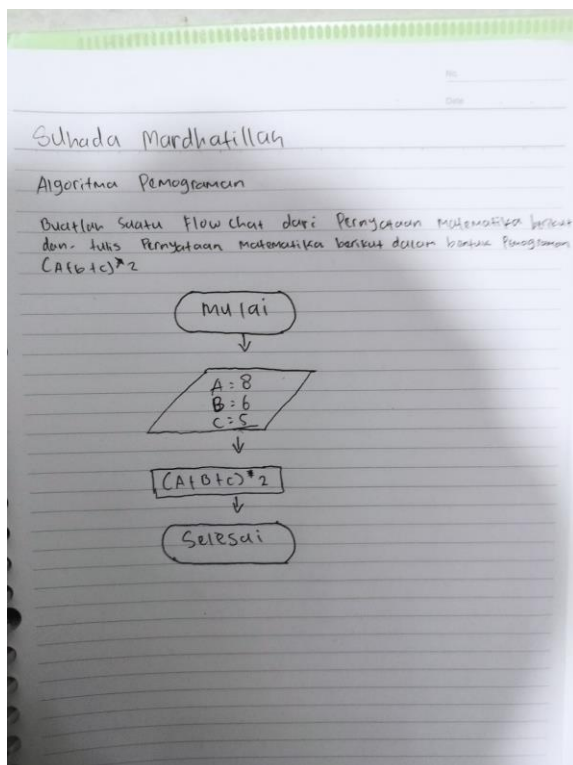 No.
Date
Suhada Mardhatillah
Algoritma Pemograman
Buatlah Suatu Flow chat dari Pernyataan matematika berikut
dan. tulis Pernyataan matematika berikut dalam bentuk Pemograman
(A+b+c)*2
Mulai
A = 8
B = 6
C = 5
(A+B+c)*2
Selesai